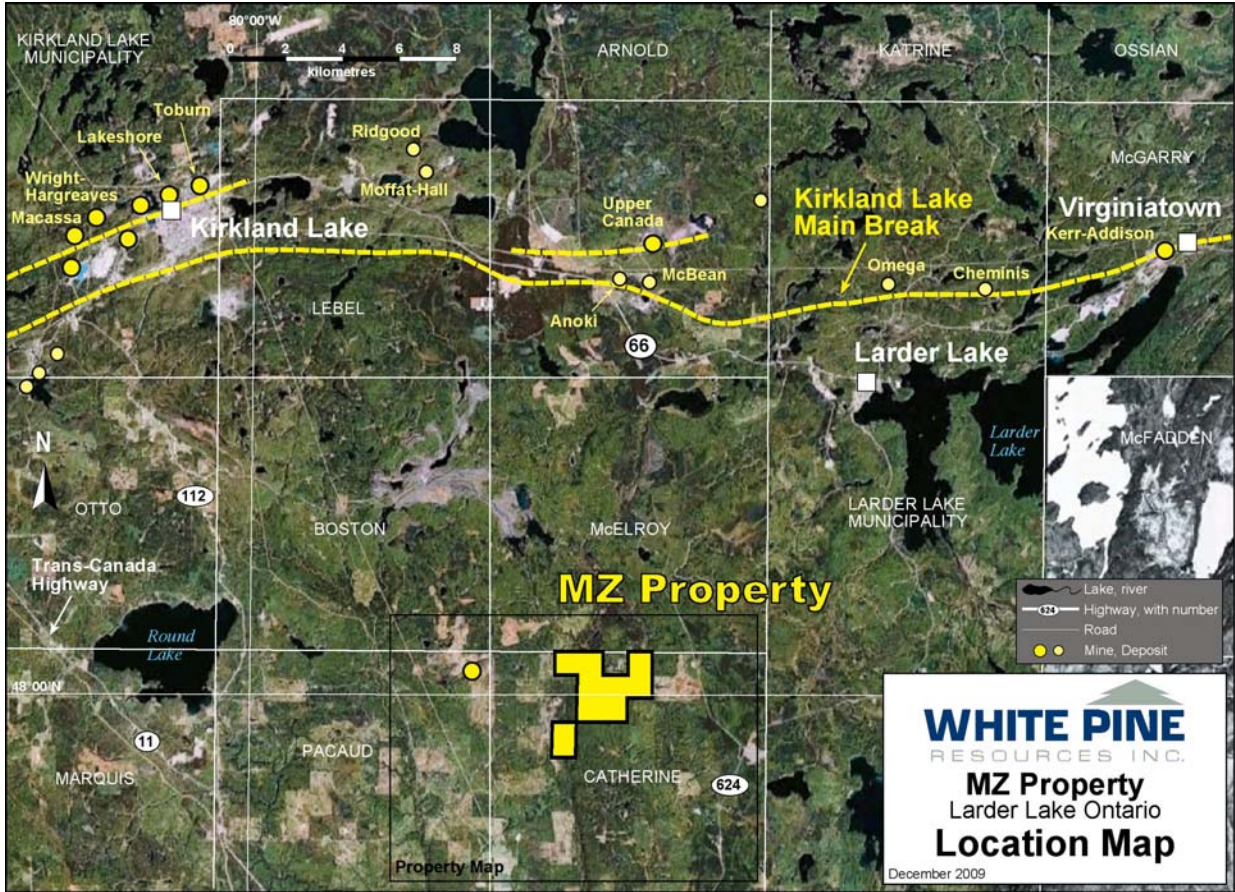 80°00'W
KIRKLAND LAKE
MUNICIPALITY
0 2 4 6 8
kilometres
ARNOLD
KATRINE
OSSIAN
Toburn
Lakeshore
Ridgood
Wright-
Hargreaves
Moffat-Hall
McGARRY
Macassa
Kirkland Lake
Upper
Canada
Kirkland Lake
Main Break
Virginiatown
Kerr-Addison
McBean
Omega
Cheminis
LEBEL
Anoki
66
Larder Lake
N
OTTO
112
BOSTON
McELROY
LARDER LAKE
MUNICIPALITY
Larder
Lake
McFADDEN
Trans-Canada
Highway
MZ Property
Round
Lake
Lake, river
624
Highway, with number
Road
Mine, Deposit
48°00'N
11
PACAUD
MARQUIS
CATHERINE
624
Property Map
WHITE PINE
RESOURCES INC.
MZ Property
Larder Lake Ontario
Location Map
December 2009